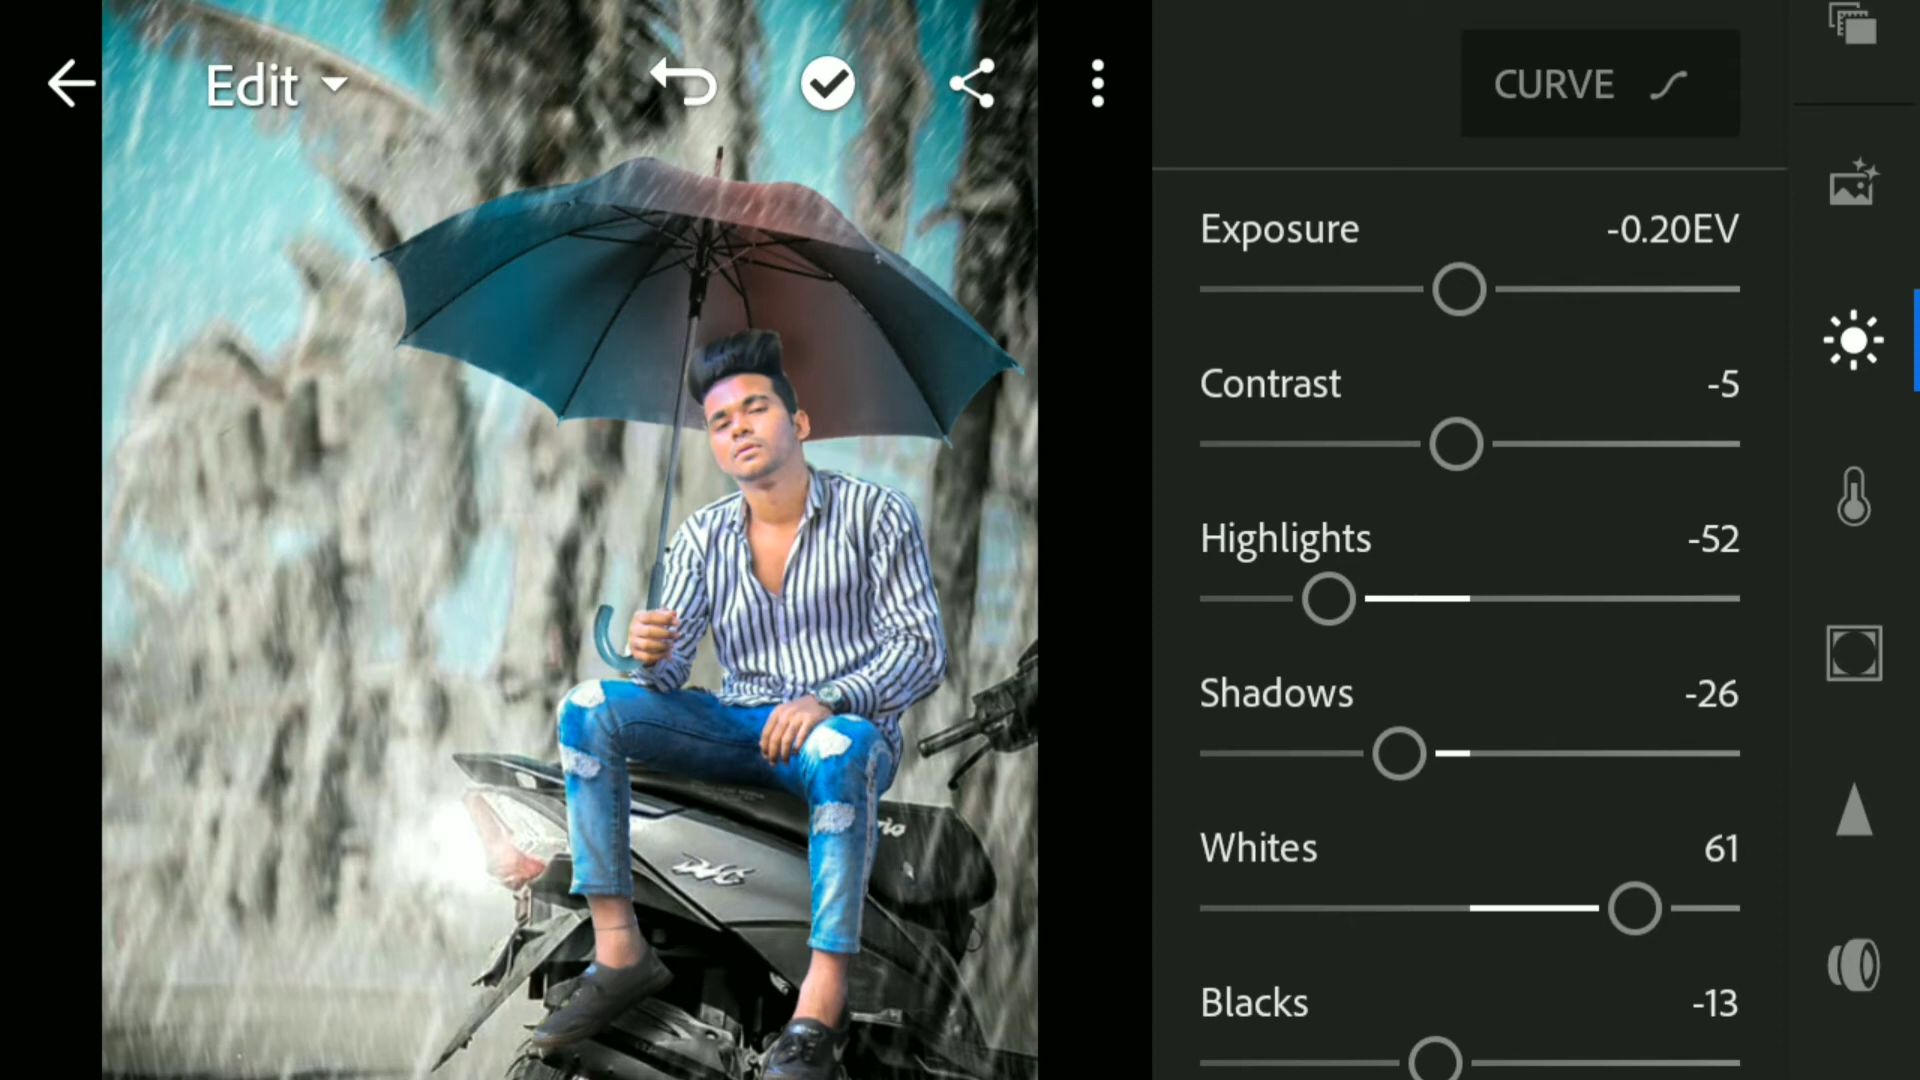 Edit
CURVE
Exposure -0.20EV
Contrast -5
Highlights -52
Shadows -26
Whites 61
Blacks -13